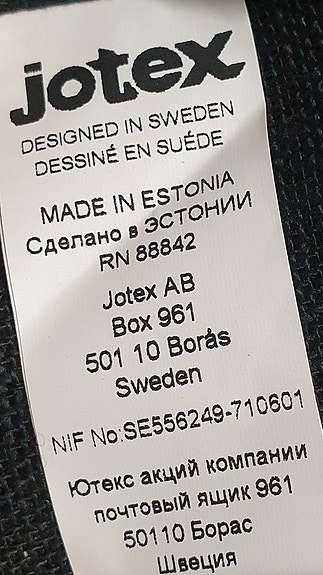 jotex
DESIGNED IN SWEDEN
DESSINÉ EN SUÉDE
MADE IN ESTONIA
Сделано в ЭСТОНИИ
RN 88842
Jotex AB
Box 961
501 10 Borås
Sweden
NIF No:SE556249-710601
Ютекс акций компании
почтовый ящик 961
50110 Борас
Швеция